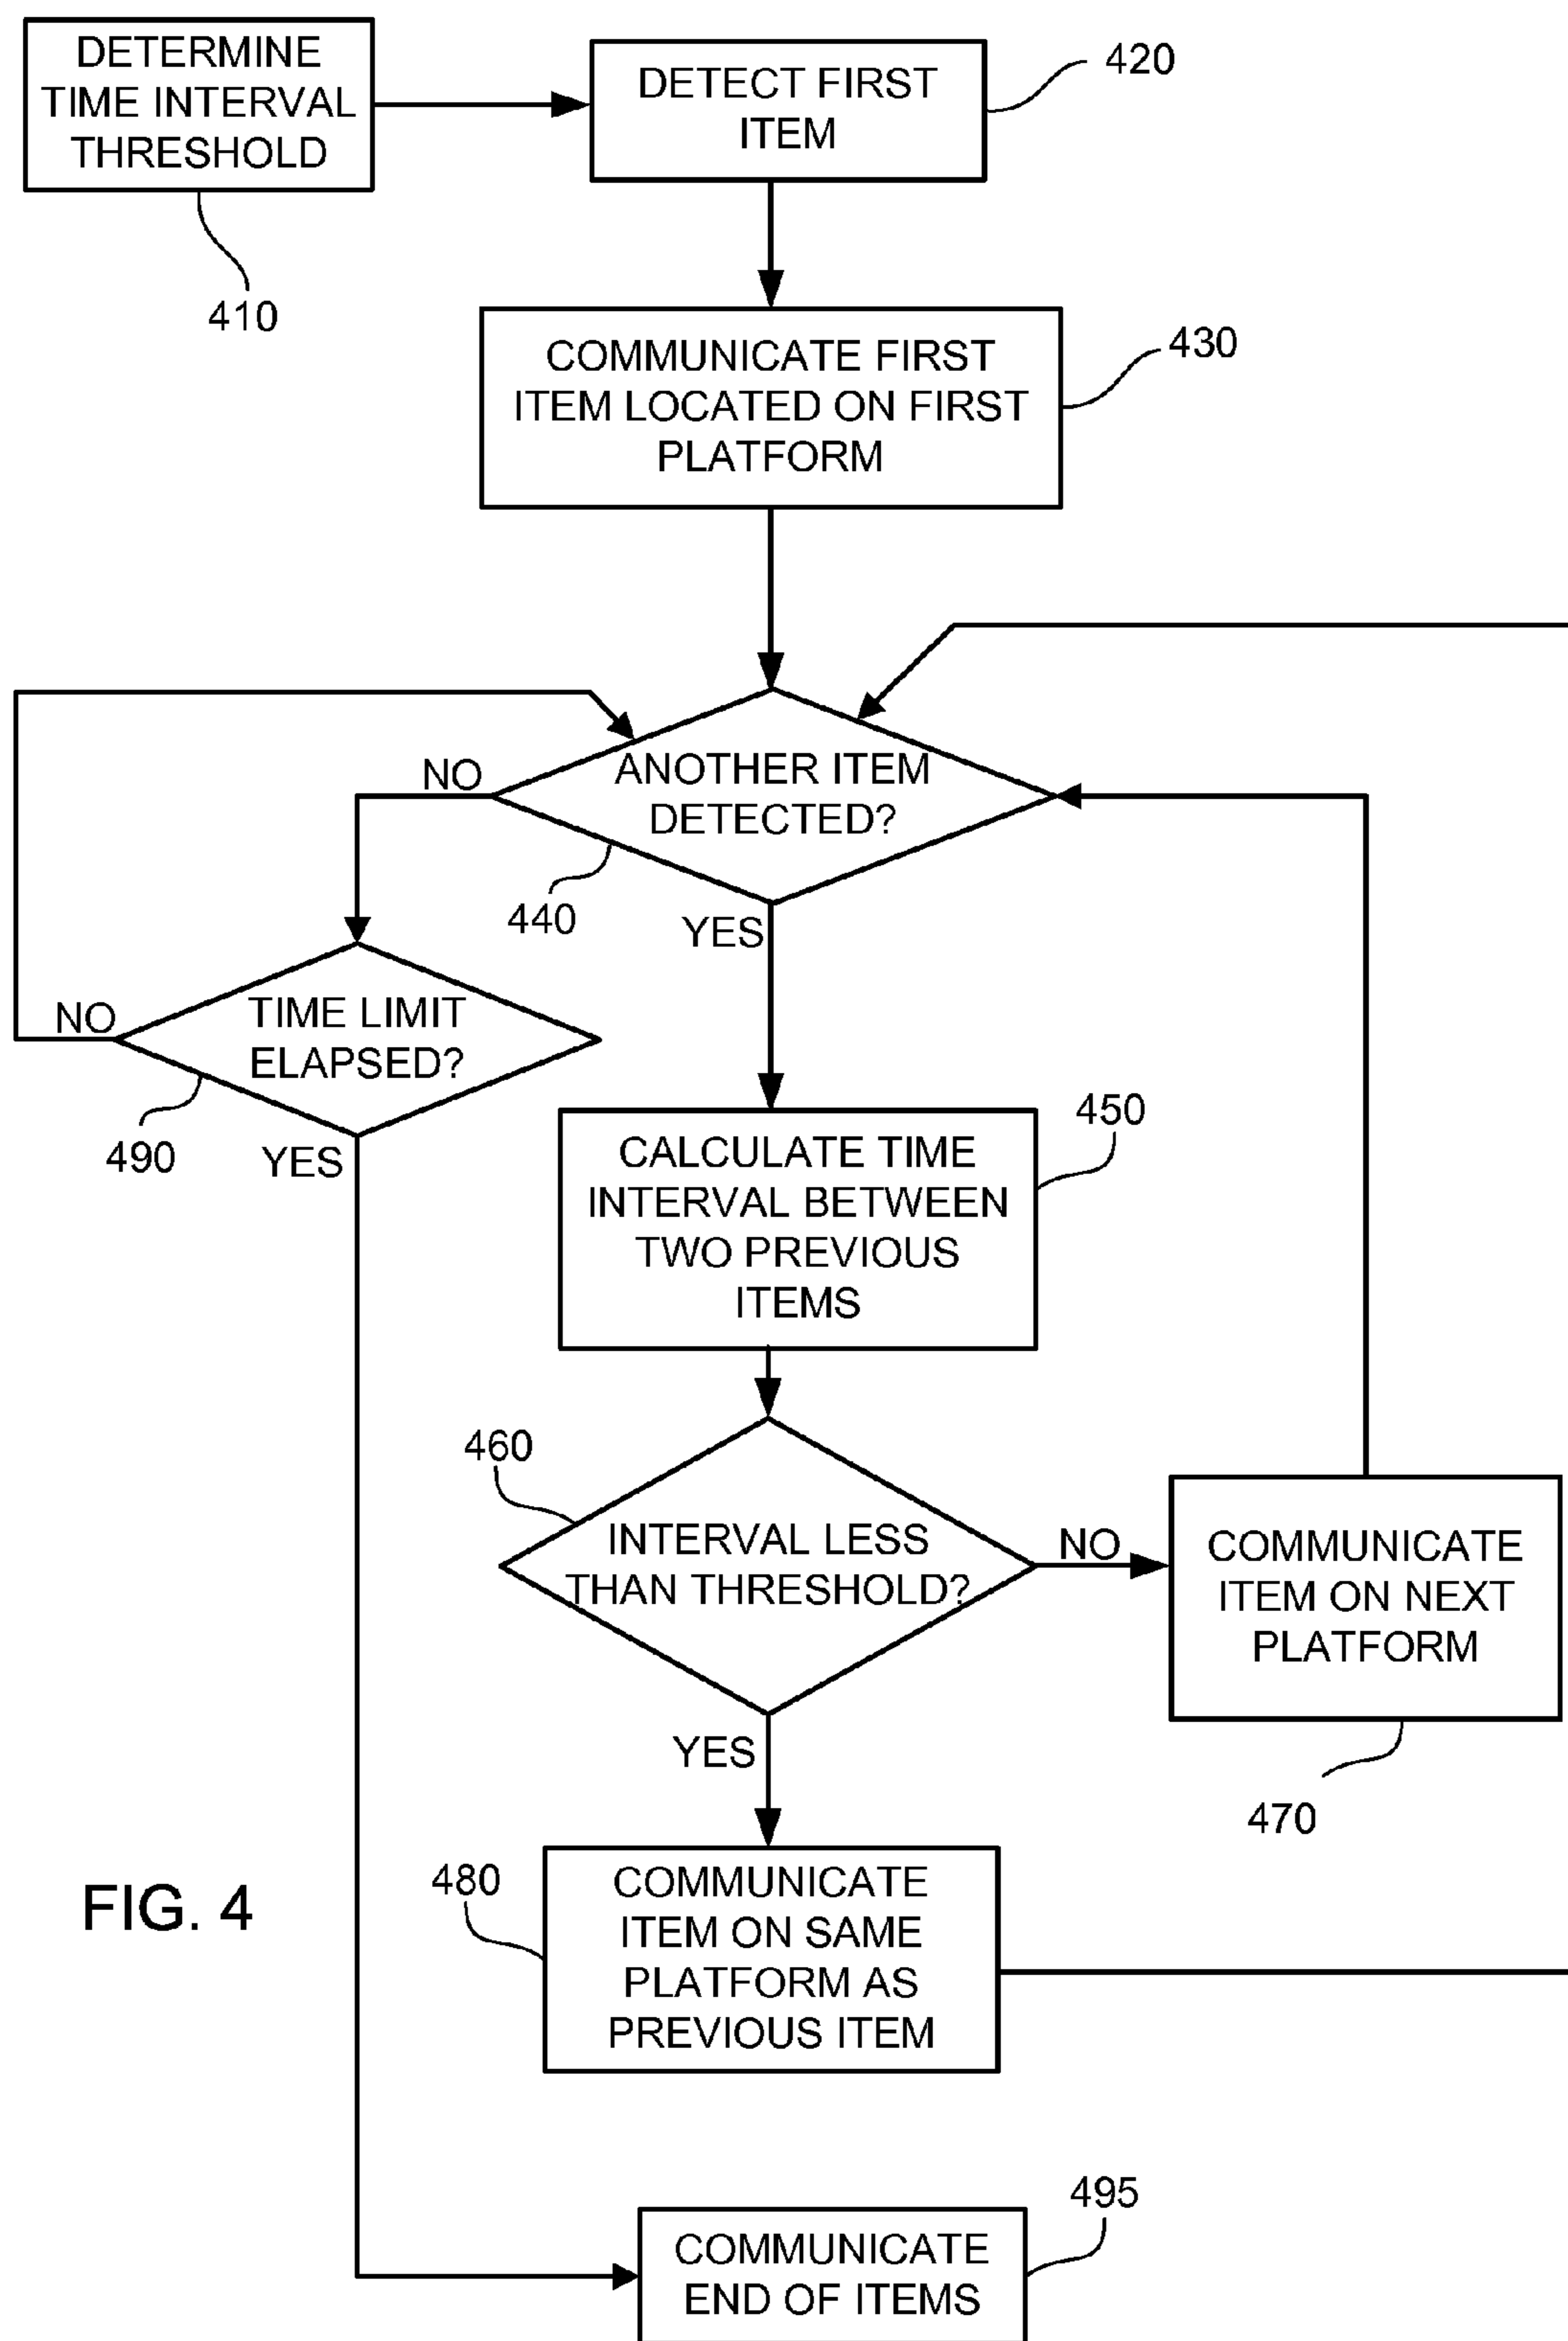 DETERMINE
TIME INTERVAL
THRESHOLD
410
DETECT FIRST
ITEM
420
COMMUNICATE FIRST
ITEM LOCATED ON FIRST
PLATFORM
430
ANOTHER ITEM
DETECTED?
NO
440
YES
TIME LIMIT
ELAPSED?
NO
490
YES
CALCULATE TIME
INTERVAL BETWEEN
TWO PREVIOUS
ITEMS
450
460
INTERVAL LESS
THAN THRESHOLD?
NO
COMMUNICATE
ITEM ON NEXT
PLATFORM
470
YES
480
COMMUNICATE
ITEM ON SAME
PLATFORM AS
PREVIOUS ITEM
FIG. 4
495
COMMUNICATE
END OF ITEMS